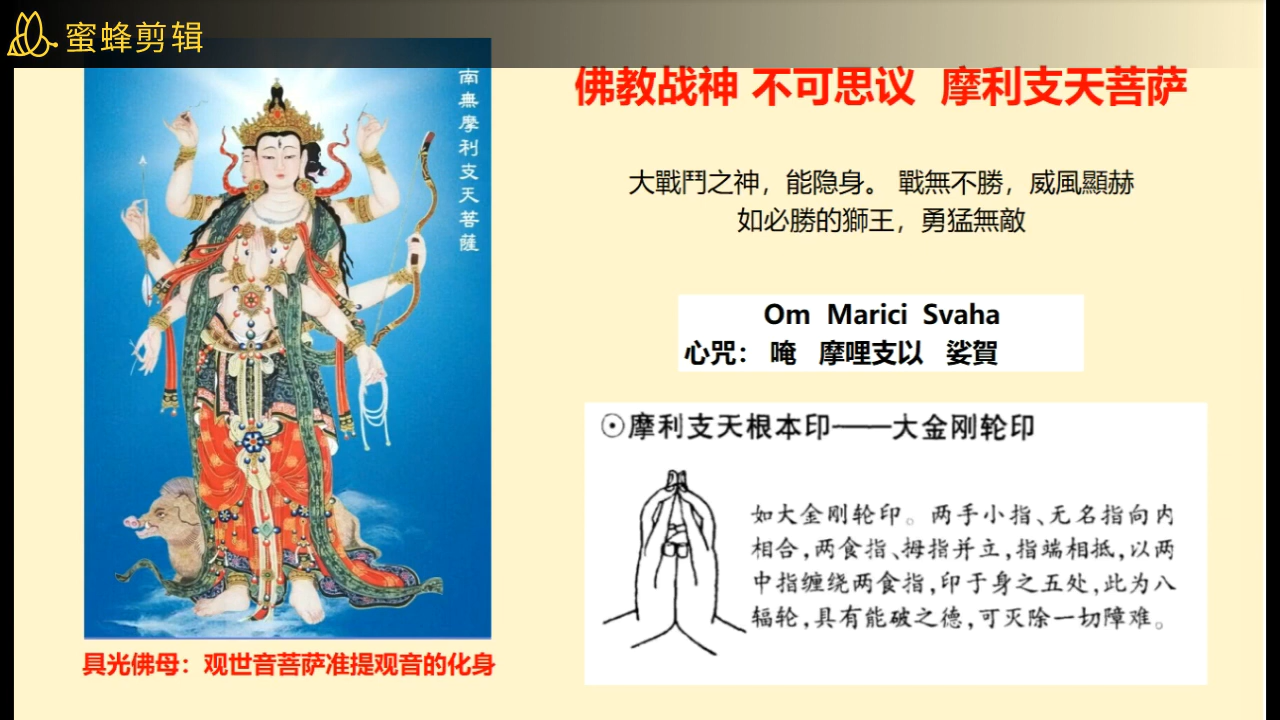 蜜蜂剪辑
南無摩利支天菩薩
佛教战神 不可思议 摩利支天菩萨
大戰鬥之神，能隐身。 戰無不勝，威風顯赫
如必勝的獅王，勇猛無敵
Om Marici Svaha
心咒： 唵 摩哩支以 娑賀
⊙摩利支天根本印——大金刚轮印
如大金刚轮印。两手小指、无名指向内
相合，两食指、拇指并立，指端相抵，以两
中指缠绕两食指，印于身之五处，此为八
辐轮，具有能破之德，可灭除一切障难。
具光佛母：观世音菩萨准提观音的化身